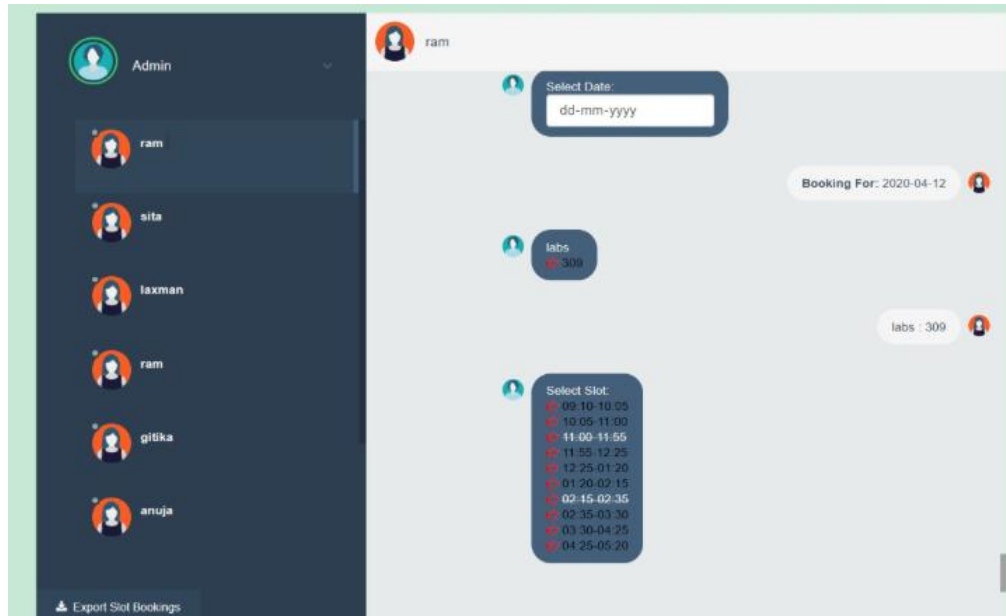 Admin
ram
sita
laxman
ram
gitika
anuja
Export Slot Bookings
ram
Select Date:
dd-mm-yyyy
Booking For: 2020-04-12
labs
309
labs : 309
Select Slot:
09:10-10:05
10:05-11:00
11:00-11:55
11:55-12:25
12:25-01:20
01:20-02:15
02:15-02:35
02:35-03:30
03:30-04:25
04:25-05:20